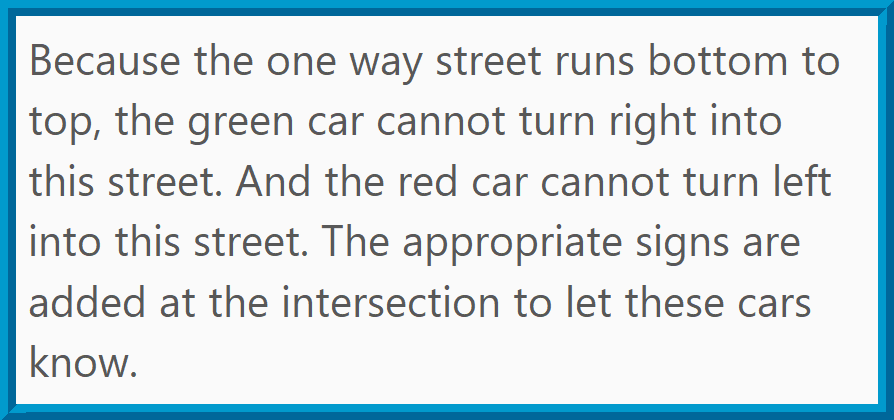 Because the one way street runs bottom to
top, the green car cannot turn right into
this street. And the red car cannot turn left
into this street. The appropriate signs are
added at the intersection to let these cars
know.